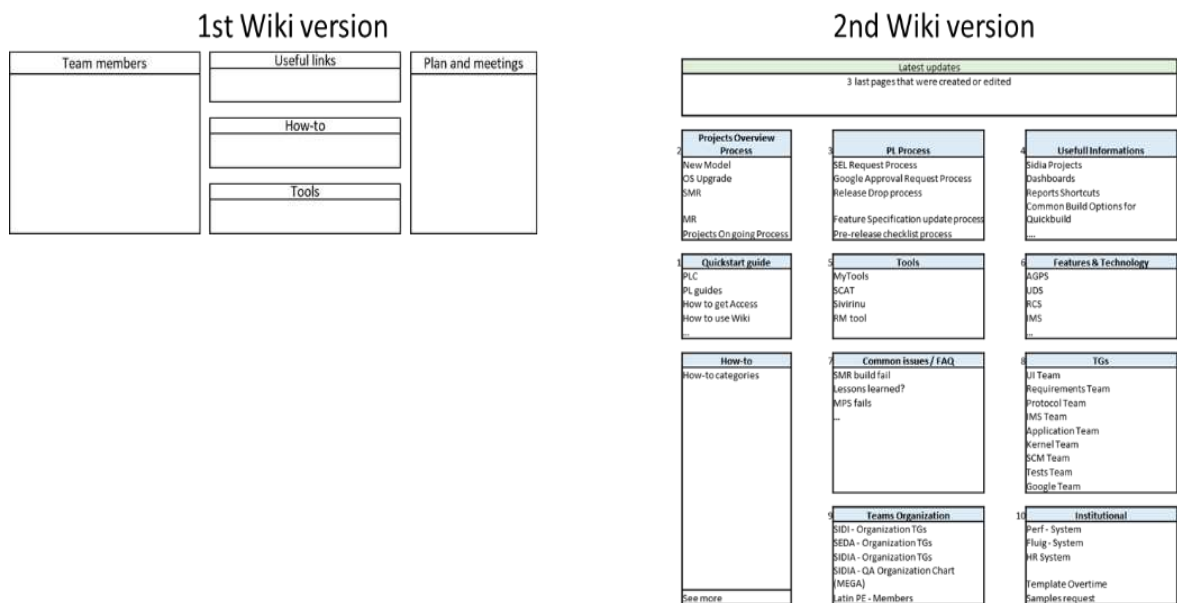 1st Wiki version
Team members
Useful links
How-to
Tools
Plan and meetings
2nd Wiki version
Latest updates
3 last pages that were created or edited
2
Projects Overview
Process
New Model
OS Upgrade
SMR
MR
Projects On going Process
3
PL Process
SEL Request Process
Google Approval Request Process
Release Drop process
Feature Specification update process
Pre-release checklist process
4
Usefull Informations
Sidia Projects
Dashboards
Reports Shortcuts
Common Build Options for
Quickbuild
....
1
Quickstart guide
PLC
PL guides
How to get Access
How to use Wiki
...
5
Tools
MyTools
SCAT
Sivirinu
RM tool
6
Features & Technology
AGPS
UDS
RCS
IMS
...
How-to
How-to categories
See more
7
Common issues / FAQ
SMR build fail
Lessons learned?
MPS fails
...
8
TGs
UI Team
Requirements Team
Protocol Team
IMS Team
Application Team
Kernel Team
SCM Team
Tests Team
Google Team
9
Teams Organization
SIDI - Organization TGs
SEDA - Organization TGs
SIDIA - Organization TGs
SIDIA - QA Organization Chart
(MEGA)
Latin PE - Members
10
Institutional
Perf - System
Fluig - System
HR System
Template Overtime
Samples request